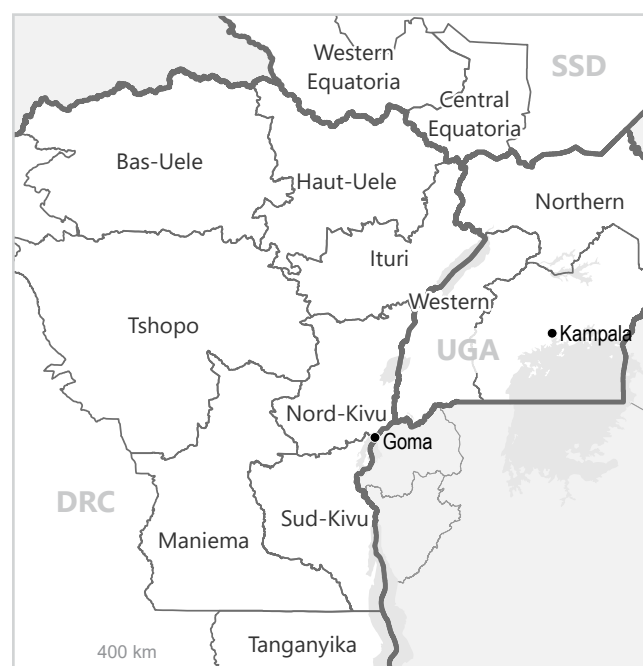 Western
Equatoria
SSD
Central
Equatoria
Bas-Uele
Haut-Uele
Northern
Ituri
Western
Tshopo
Kampala
UGA
Nord-Kivu
Goma
DRC
Sud-Kivu
Maniema
Tanganyika
400 km